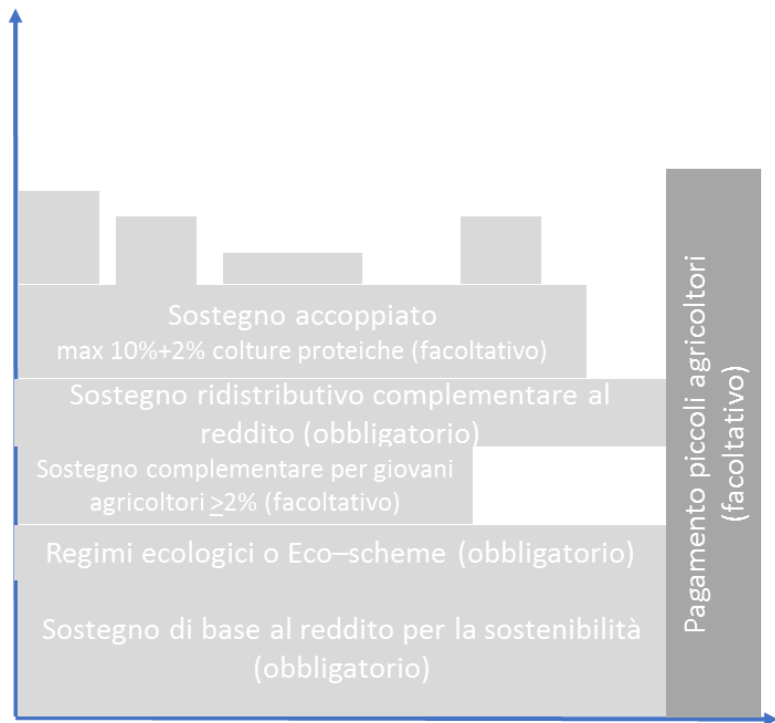 Sostegno accoppiato
max 10%+2% colture proteiche (facoltativo)
Sostegno ridistributivo complementare al
reddito (obbligatorio)
Sostegno complementare per giovani
agricoltori >2% (facoltativo)
Regimi ecologici o Eco–scheme (obbligatorio)
Sostegno di base al reddito per la sostenibilità
(obbligatorio)
Pagamento piccoli agricoltori
(facoltativo)